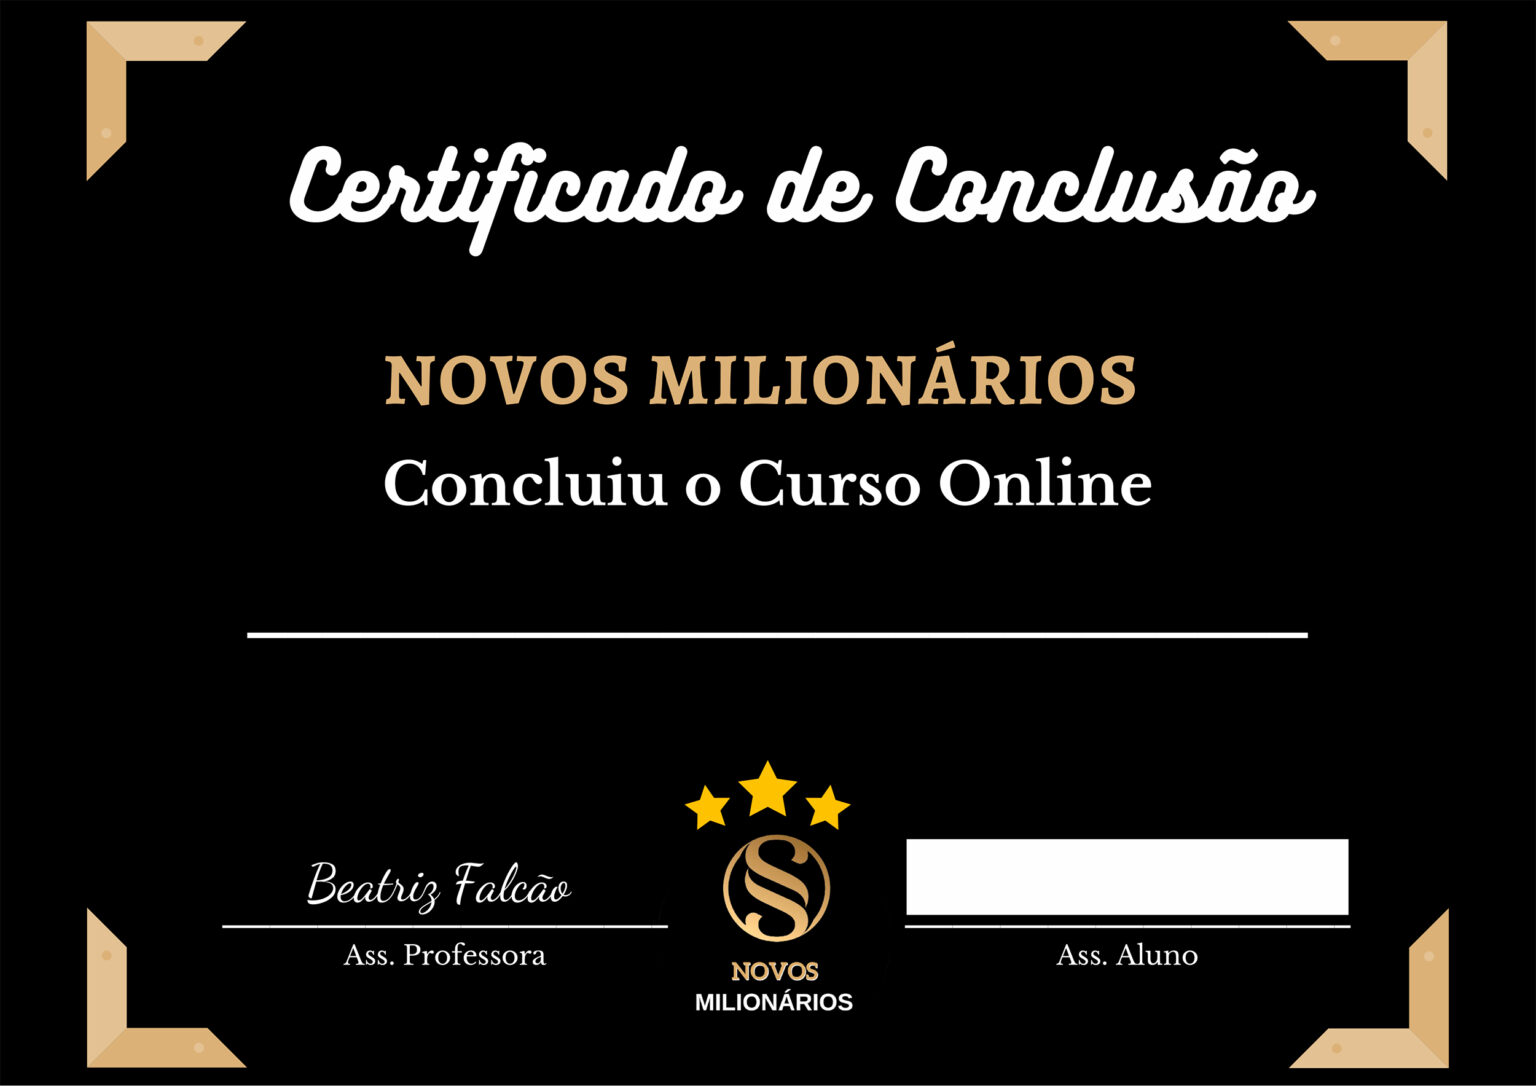 Certificado de Conclusão
NOVOS MILIONÁRIOS
Concluiu o Curso Online
Beatriz Falcão
Ass. Professora
NOVOS
MILIONÁRIOS
Ass. Aluno